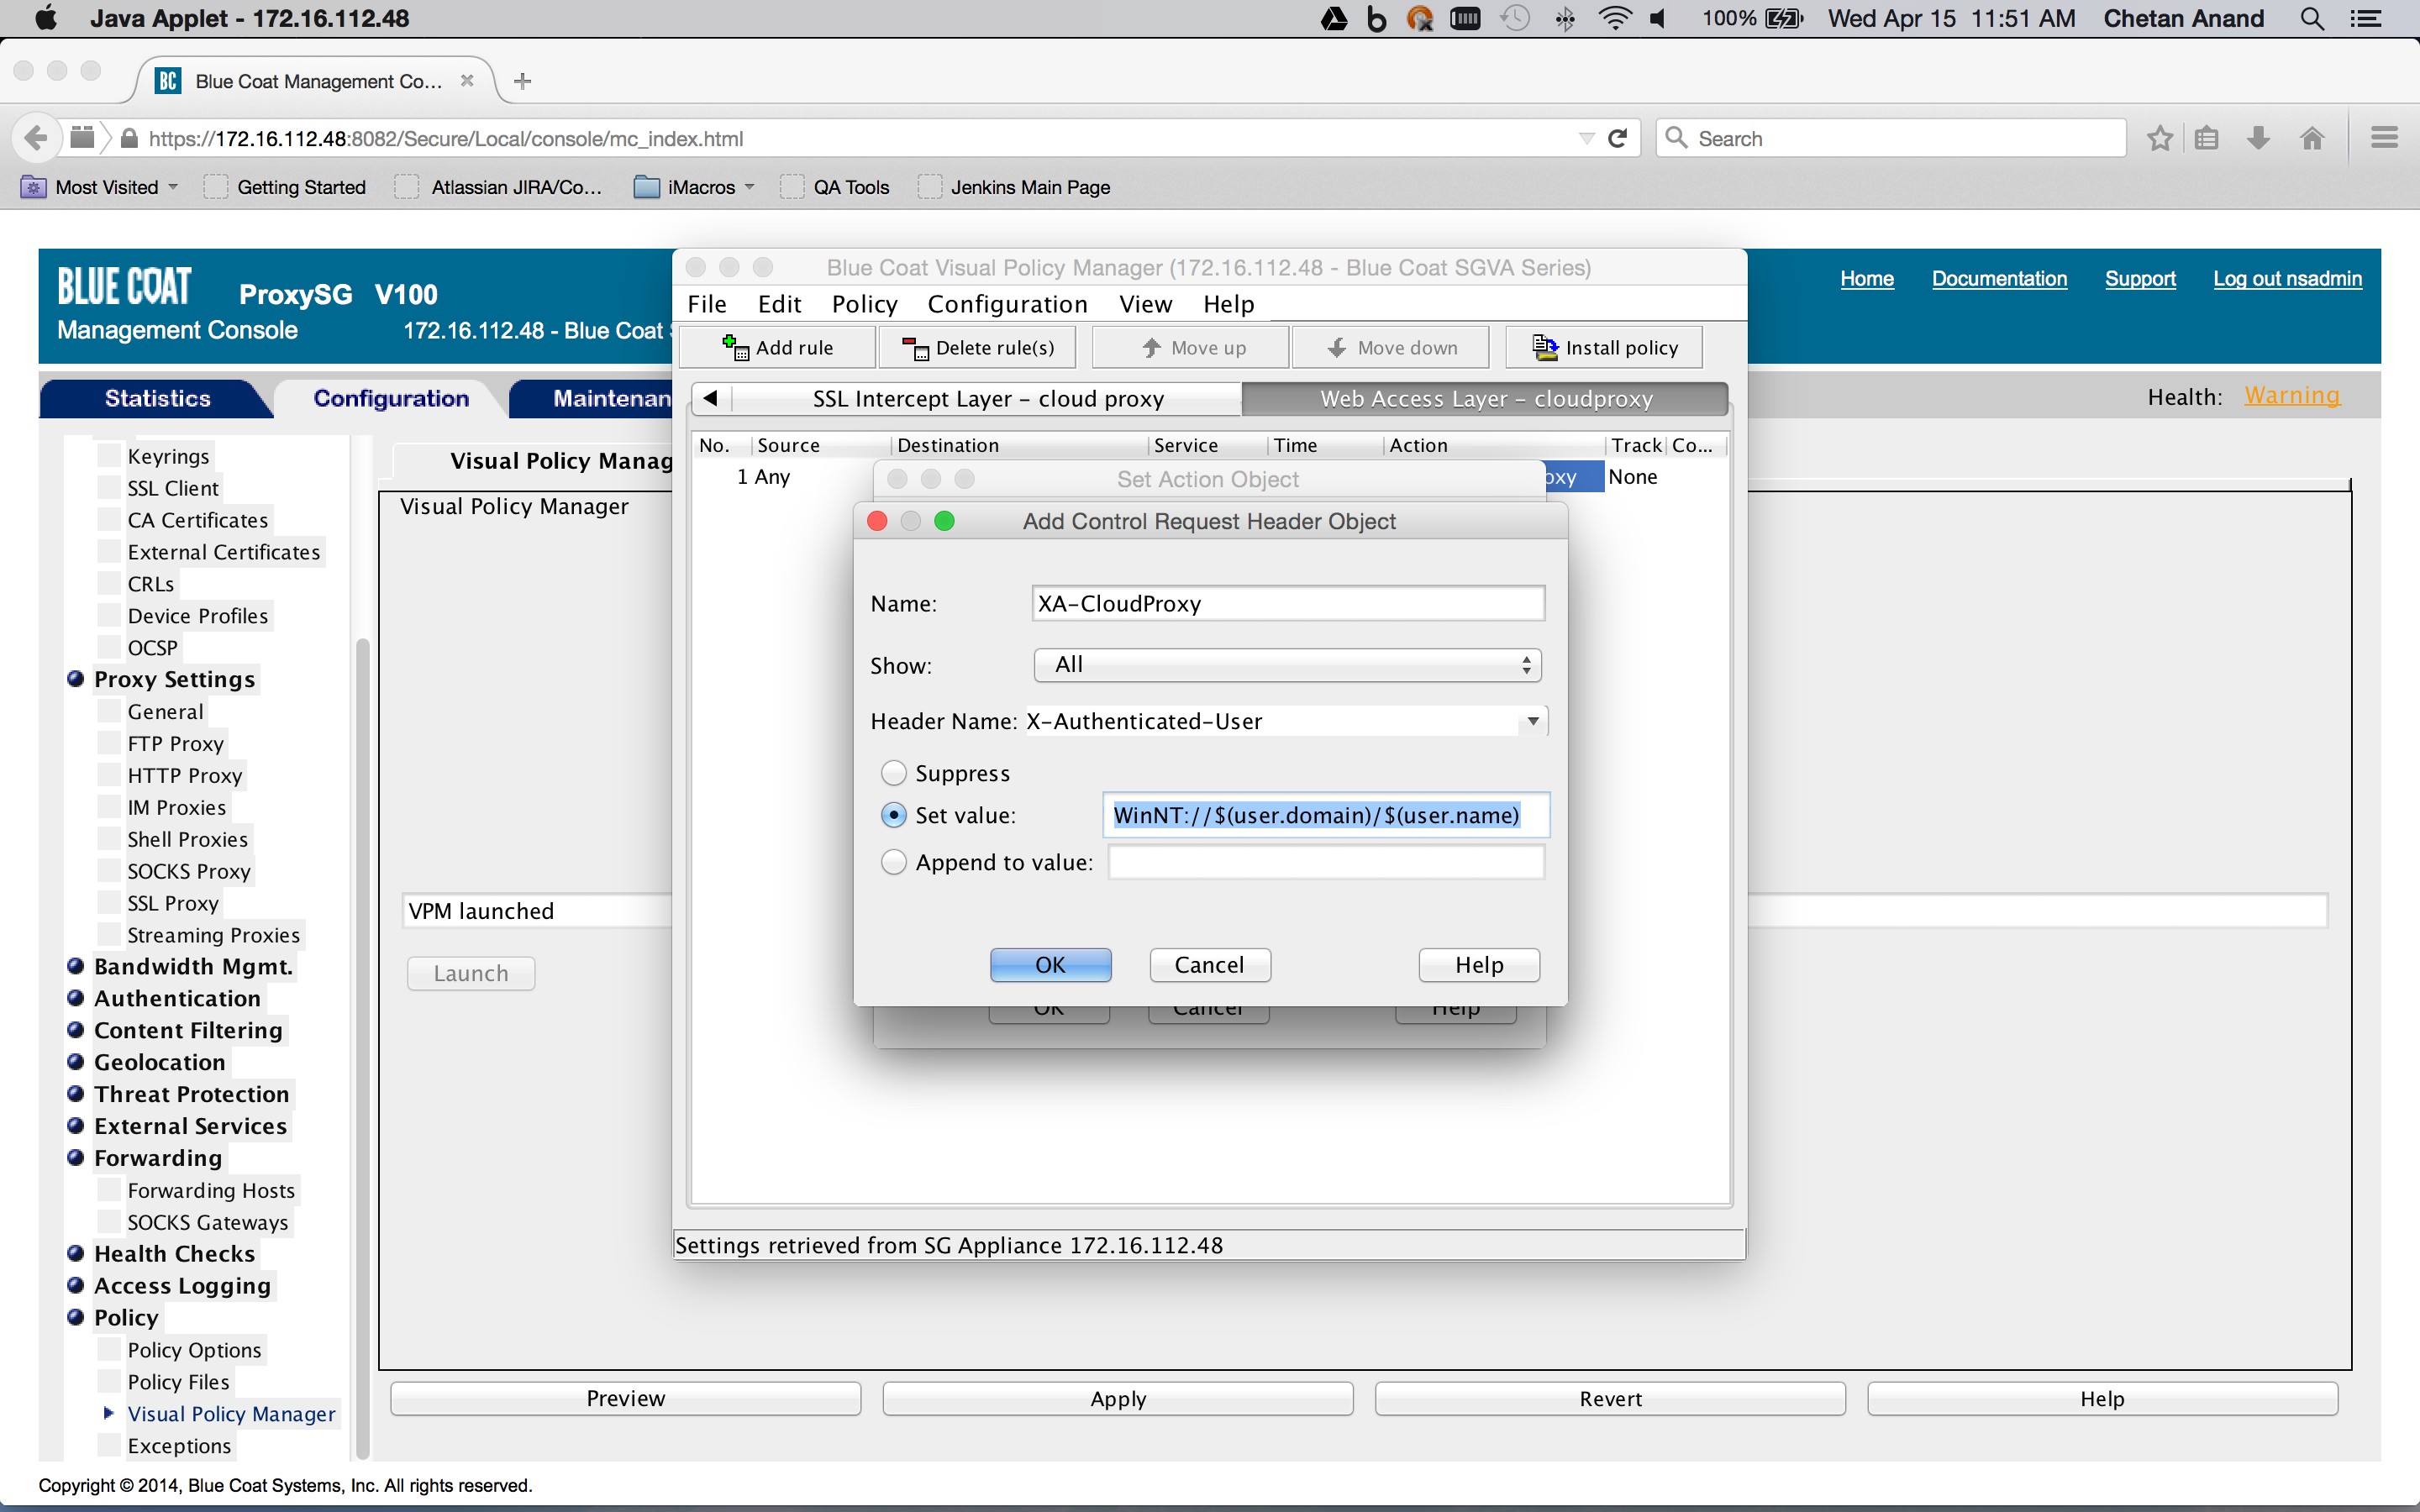 Java Applet - 172.16.112.48
100%
Wed Apr 15 11:51 AM
Chetan Anand
BC Blue Coat Management Co...
https://172.16.112.48:8082/Secure/Local/console/mc_index.html
Search
Most Visited
Getting Started
Atlassian JIRA/Co...
iMacros
QA Tools
Jenkins Main Page
BLUE COAT ProxySG V100
Management Console
172.16.112.48 - Blue Coat
Home
Documentation
Support
Log out nsadmin
Statistics
Configuration
Maintenan
Health: Warning
Keyrings
SSL Client
CA Certificates
External Certificates
CRLs
Device Profiles
OCSP
Proxy Settings
General
FTP Proxy
HTTP Proxy
IM Proxies
Shell Proxies
SOCKS Proxy
SSL Proxy
Streaming Proxies
Bandwidth Mgmt.
Authentication
Content Filtering
Geolocation
Threat Protection
External Services
Forwarding
Forwarding Hosts
SOCKS Gateways
Health Checks
Access Logging
Policy
Policy Options
Policy Files
Visual Policy Manager
Exceptions
Visual Policy Manag
Visual Policy Manager
VPM launched
Launch
Blue Coat Visual Policy Manager (172.16.112.48 - Blue Coat SGVA Series)
File Edit Policy Configuration View Help
Add rule
Delete rule(s)
Move up
Move down
Install policy
SSL Intercept Layer - cloud proxy
Web Access Layer - cloudproxy
No. Source Destination Service Time Action Track Co...
1 Any oxy None
Set Action Object
Add Control Request Header Object
Name: XA-CloudProxy
Show: All
Header Name: X-Authenticated-User
Suppress
Set value: WinNT://$(user.domain)/$(user.name)
Append to value:
OK Cancel Help
OK Cancel Help
Settings retrieved from SG Appliance 172.16.112.48
Preview
Apply
Revert
Help
Copyright © 2014, Blue Coat Systems, Inc. All rights reserved.